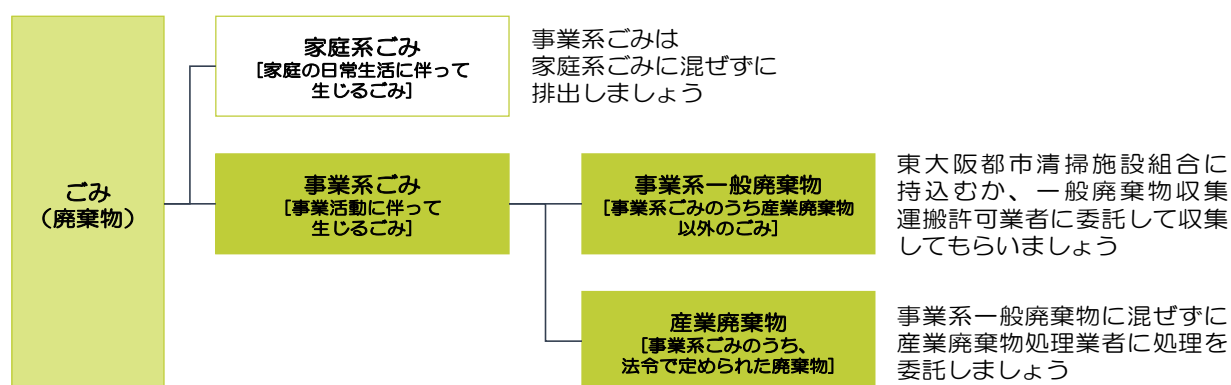 ごみ
（廃棄物）
家庭系ごみ
[家庭の日常生活に伴って
生じるごみ]
事業系ごみは
家庭系ごみに混ぜずに
排出しましょう
事業系ごみ
[事業活動に伴って
生じるごみ]
事業系一般廃棄物
[事業系ごみのうち産業廃棄物
以外のごみ]
東大阪都市清掃施設組合に
持込むか、一般廃棄物収集
運搬許可業者に委託して収集
してもらいましょう
産業廃棄物
[事業系ごみのうち、
法令で定められた廃棄物]
事業系一般廃棄物に混ぜずに
産業廃棄物処理業者に処理を
委託しましょう